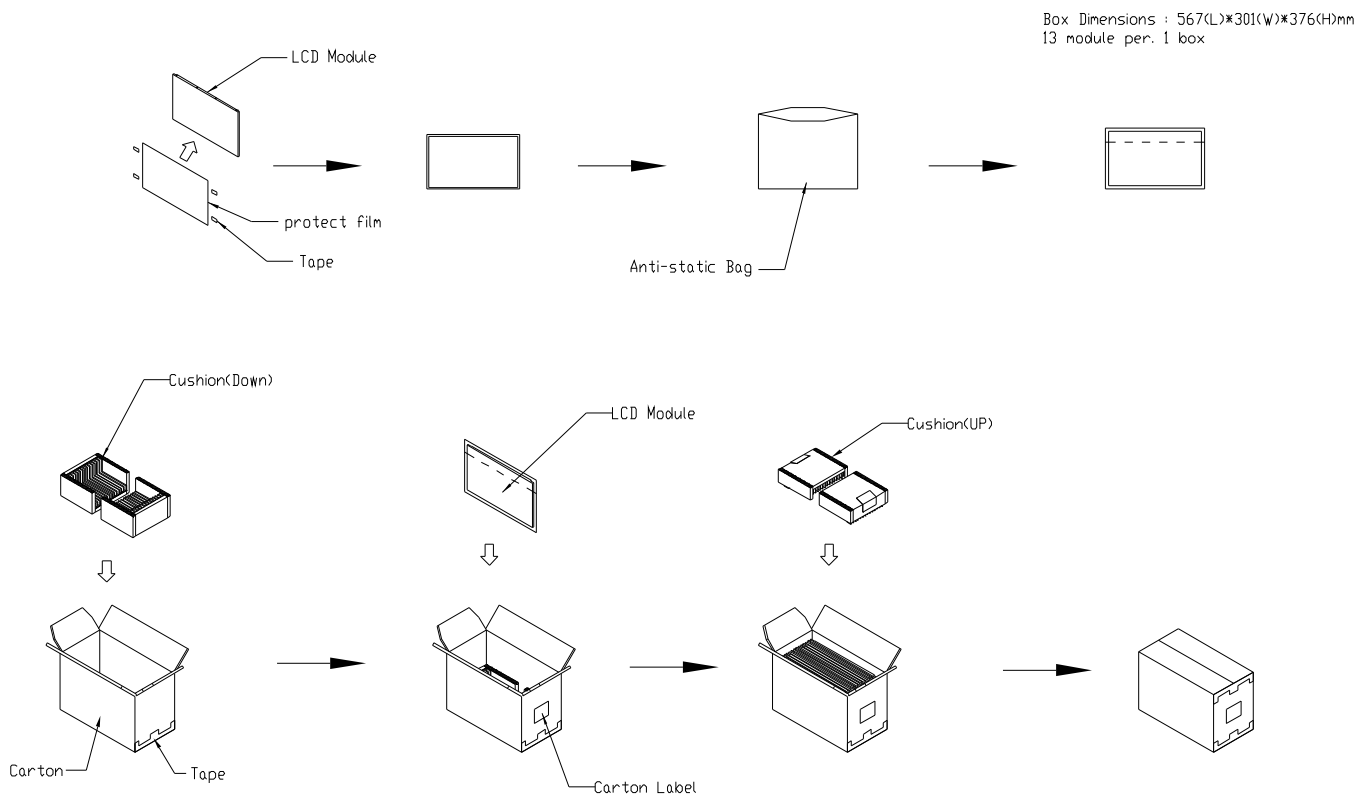 Box Dimensions : 567(L)*301(W)*376(H)mm
13 module per. 1 box
LCD Module
protect film
Tape
Anti-static Bag
Cushion(Down)
LCD Module
Cushion(UP)
Carton
Tape
Carton Label